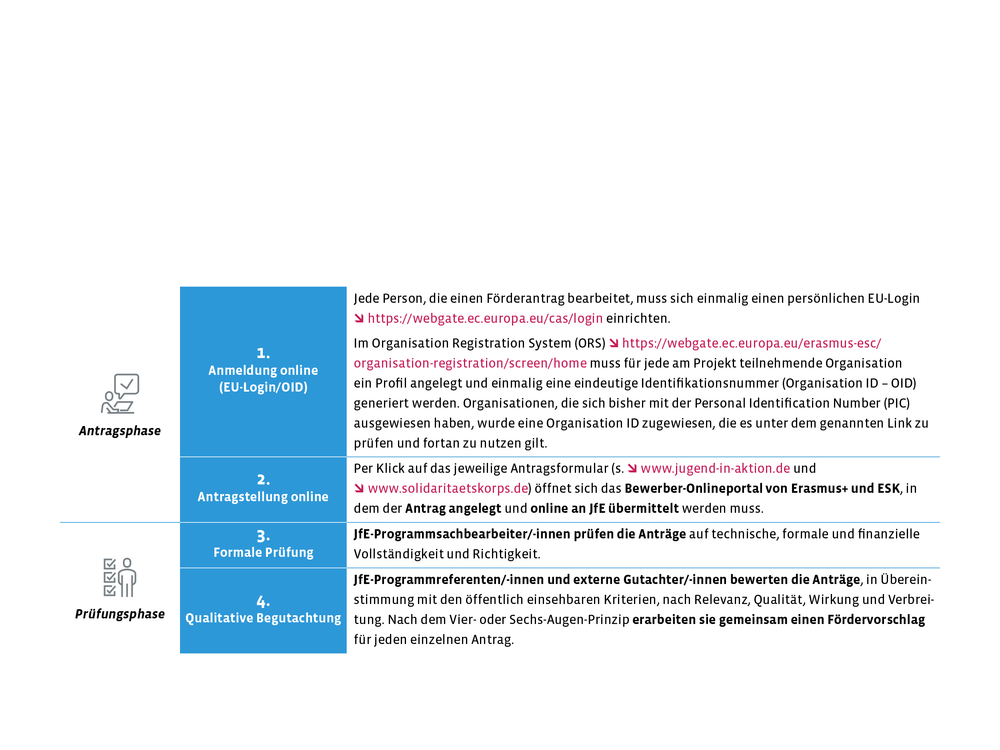 Antragsphase
1.
Anmeldung online
(EU-Login/OID)
Jede Person, die einen Förderantrag bearbeitet, muss sich einmalig einen persönlichen EU-Login
https://webgate.ec.europa.eu/cas/login einrichten.
Im Organisation Registration System (ORS) https://webgate.ec.europa.eu/erasmus-esc/
organisation-registration/screen/home muss für jede am Projekt teilnehmende Organisation
ein Profil angelegt und einmalig eine eindeutige Identifikationsnummer (Organisation ID – OID)
generiert werden. Organisationen, die sich bisher mit der Personal Identification Number (PIC)
ausgewiesen haben, wurde eine Organisation ID zugewiesen, die es unter dem genannten Link zu
prüfen und fortan zu nutzen gilt.
2.
Antragstellung online
Per Klick auf das jeweilige Antragsformular (s. www.jugend-in-aktion.de und
www.solidaritaetskorps.de) öffnet sich das Bewerber-Onlineportal von Erasmus+ und ESK, in
dem der Antrag angelegt und online an JfE übermittelt werden muss.
Prüfungsphase
3.
Formale Prüfung
JfE-Programmsachbearbeiter/-innen prüfen die Anträge auf technische, formale und finanzielle
Vollständigkeit und Richtigkeit.
4.
Qualitative Begutachtung
JfE-Programmreferenten/-innen und externe Gutachter/-innen bewerten die Anträge, in Überein-
stimmung mit den öffentlich einsehbaren Kriterien, nach Relevanz, Qualität, Wirkung und Verbrei-
tung. Nach dem Vier- oder Sechs-Augen-Prinzip erarbeiten sie gemeinsam einen Fördervorschlag
für jeden einzelnen Antrag.